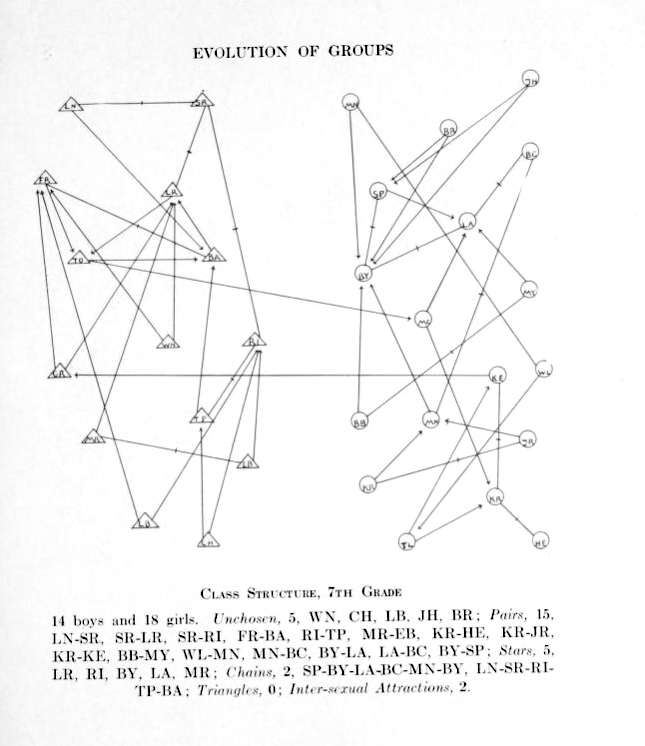 EVOLUTION OF GROUPS
LN SR MN JH
BR
BC
FR LR SP
LA
TD BA BY
MY
MC
WN RI
GR KE WL
TP BB MN
MR JR
EB KR
KR
LB CH TL HE
CLASS STRUCTURE, 7TH GRADE
14 boys and 18 girls. Unchosen, 5, WN, CH, LB, JH, BR; Pairs, 15,
LN-SR, SR-LR, SR-RI, FR-BA, RI-TP, MR-EB, KR-HE, KR-JR,
KR-KE, BB-MY, WL-MN, MN-BC, BY-LA, LA-BC, BY-SP; Stars, 5,
LR, RI, BY, LA, MR; Chains, 2, SP-BY-LA-BC-MN-BY, LN-SR-RI-
TP-BA; Triangles, 0; Inter-sexual Attractions, 2.